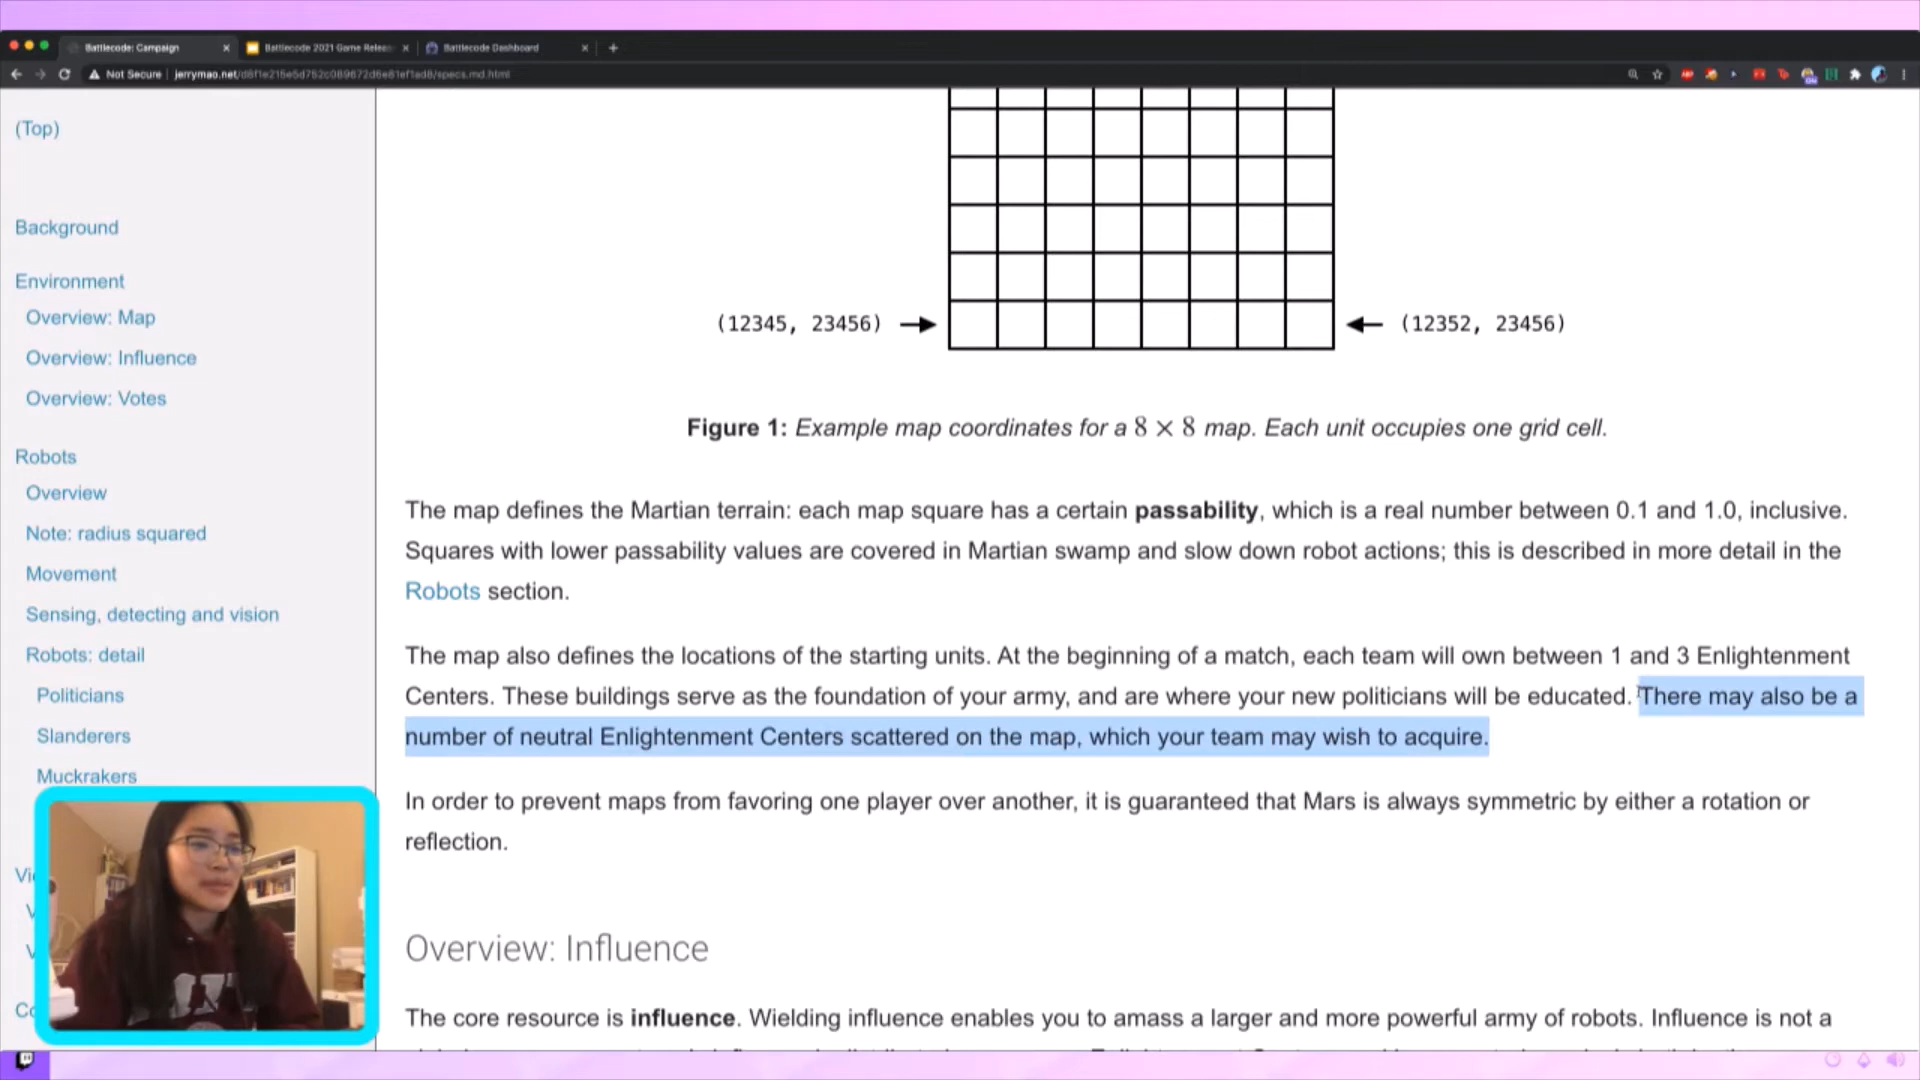 Battlecode: Campaign
Battlecode 2021 Game Releas
Battlecode Dashboard
Not Secure | jerrymao.net/d8f1e216e5d752c089672d6e61ef1ad8/specs.md.html
(Top)
Background
Environment
Overview: Map
Overview: Influence
Overview: Votes
Robots
Overview
Note: radius squared
Movement
Sensing, detecting and vision
Robots: detail
Politicians
Slanderers
Muckrakers
(12345, 23456)
(12352, 23456)
Figure 1: Example map coordinates for a 8 × 8 map. Each unit occupies one grid cell.
The map defines the Martian terrain: each map square has a certain passability, which is a real number between 0.1 and 1.0, inclusive.
Squares with lower passability values are covered in Martian swamp and slow down robot actions; this is described in more detail in the
Robots section.
The map also defines the locations of the starting units. At the beginning of a match, each team will own between 1 and 3 Enlightenment
Centers. These buildings serve as the foundation of your army, and are where your new politicians will be educated. There may also be a
number of neutral Enlightenment Centers scattered on the map, which your team may wish to acquire.
In order to prevent maps from favoring one player over another, it is guaranteed that Mars is always symmetric by either a rotation or
reflection.
Overview: Influence
The core resource is influence. Wielding influence enables you to amass a larger and more powerful army of robots. Influence is not a